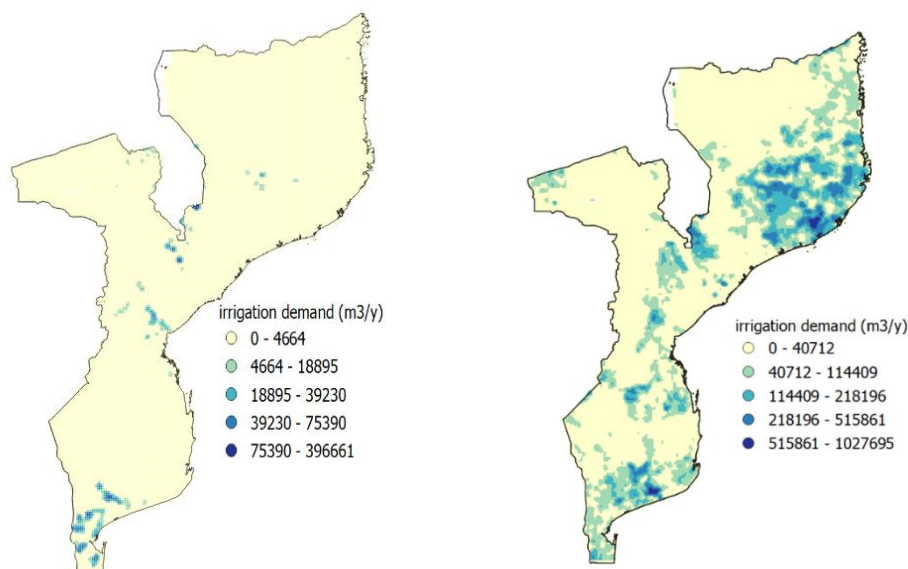 irrigation demand (m3/y)
0 - 4664
4664 - 18895
18895 - 39230
39230 - 75390
75390 - 396661
irrigation demand (m3/y)
0 - 40712
40712 - 114409
114409 - 218196
218196 - 515861
515861 - 1027695